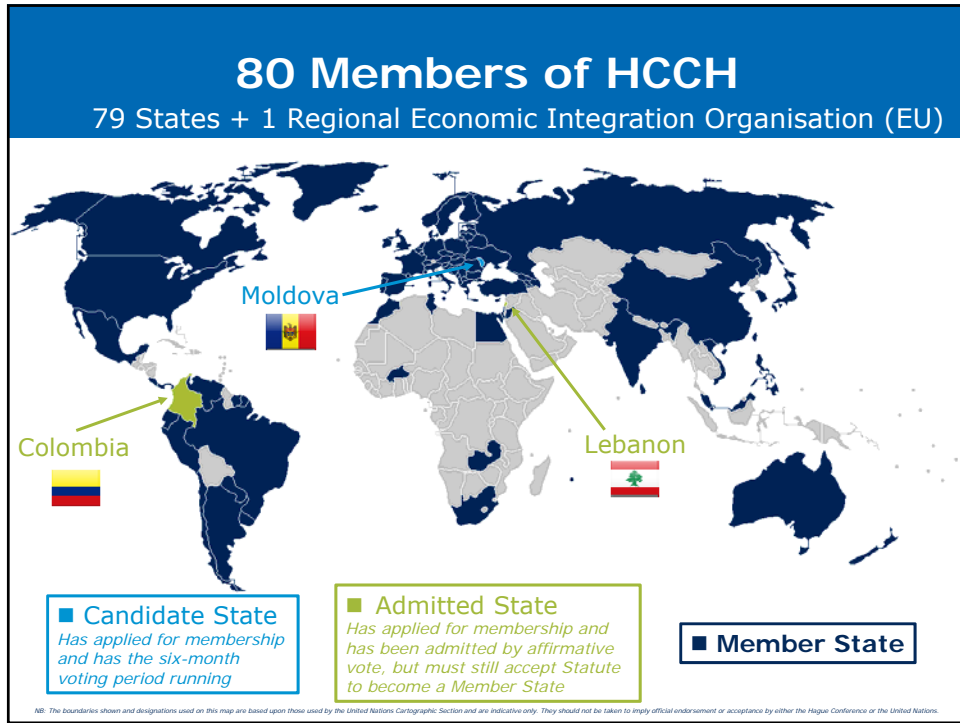 80 Members of HCCH
79 States + 1 Regional Economic Integration Organisation (EU)
Moldova
Colombia
Lebanon
Candidate State
Has applied for membership
and has the six-month
voting period running
Admitted State
Has applied for membership and
has been admitted by affirmative
vote, but must still accept Statute
to become a Member State
Member State
NB: The boundaries shown and designations used on this map are based upon those used by the United Nations Cartographic Section and are indicative only. They should not be taken to imply official endorsement or acceptance by either the Hague Conference or the United Nations.